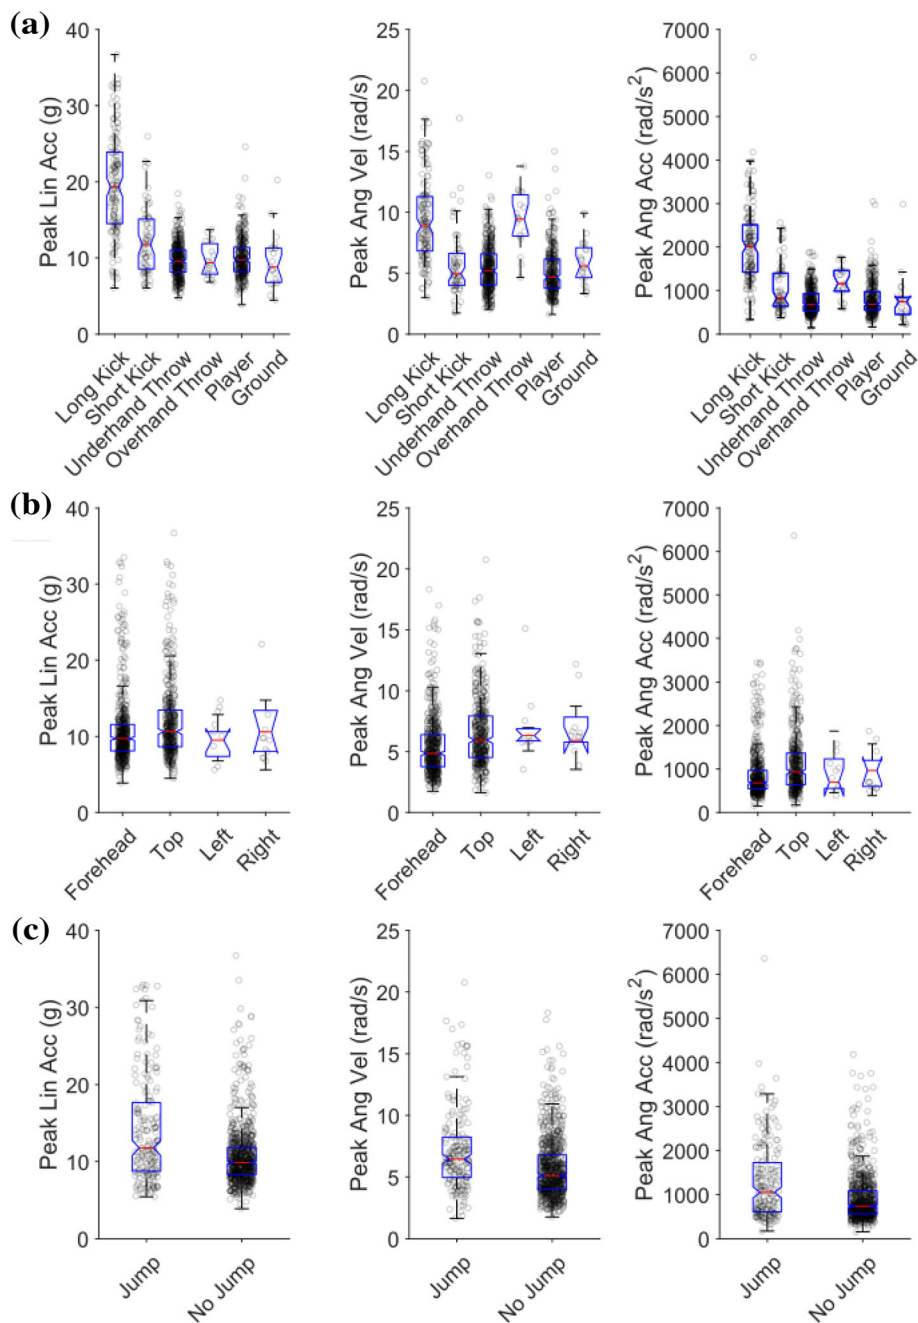 (a)
Peak Lin Acc (g)
40
30
20
10
0
Long Kick
Short Kick
Underhand Throw
Overhand Throw
Player
Ground
Peak Ang Vel (rad/s)
25
20
15
10
5
0
Long Kick
Short Kick
Underhand Throw
Overhand Throw
Player
Ground
Peak Ang Acc (rad/s²)
7000
6000
5000
4000
3000
2000
1000
0
Long Kick
Short Kick
Underhand Throw
Overhand Throw
Player
Ground
(b)
Peak Lin Acc (g)
40
30
20
10
0
Forehead
Top
Left
Right
Peak Ang Vel (rad/s)
25
20
15
10
5
0
Forehead
Top
Left
Right
Peak Ang Acc (rad/s²)
7000
6000
5000
4000
3000
2000
1000
0
Forehead
Top
Left
Right
(c)
Peak Lin Acc (g)
40
30
20
10
0
Jump
No Jump
Peak Ang Vel (rad/s)
25
20
15
10
5
0
Jump
No Jump
Peak Ang Acc (rad/s²)
7000
6000
5000
4000
3000
2000
1000
0
Jump
No Jump